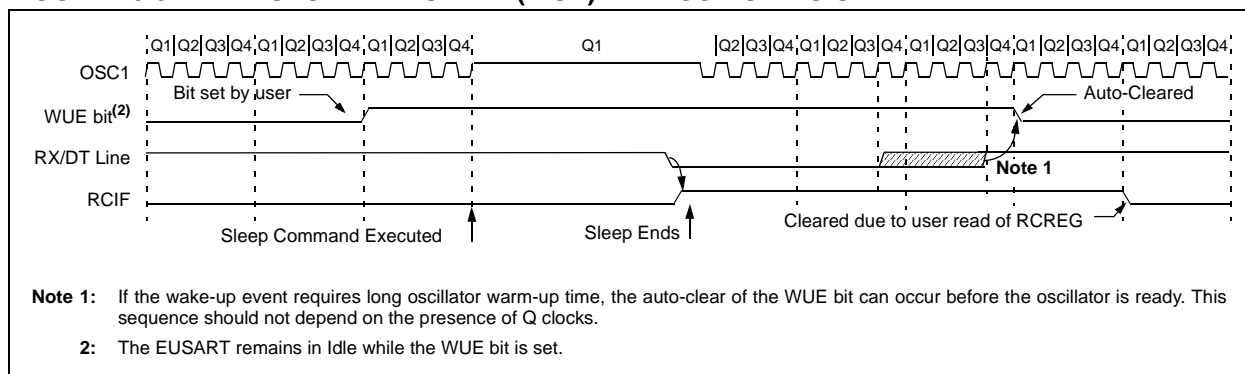 Q1 Q2 Q3 Q4 Q1 Q2 Q3 Q4 Q1 Q2 Q3 Q4 Q1 Q2 Q3 Q4 Q1 Q2 Q3 Q4 Q1 Q2 Q3 Q4 Q1 Q2 Q3 Q4 Q1 Q2 Q3 Q4
OSC1
Bit set by user
Auto-Cleared
WUE bit(2)
RX/DT Line
Note 1
RCIF
Cleared due to user read of RCREG
Sleep Command Executed
Sleep Ends
Note 1: If the wake-up event requires long oscillator warm-up time, the auto-clear of the WUE bit can occur before the oscillator is ready. This
sequence should not depend on the presence of Q clocks.
2: The EUSART remains in Idle while the WUE bit is set.